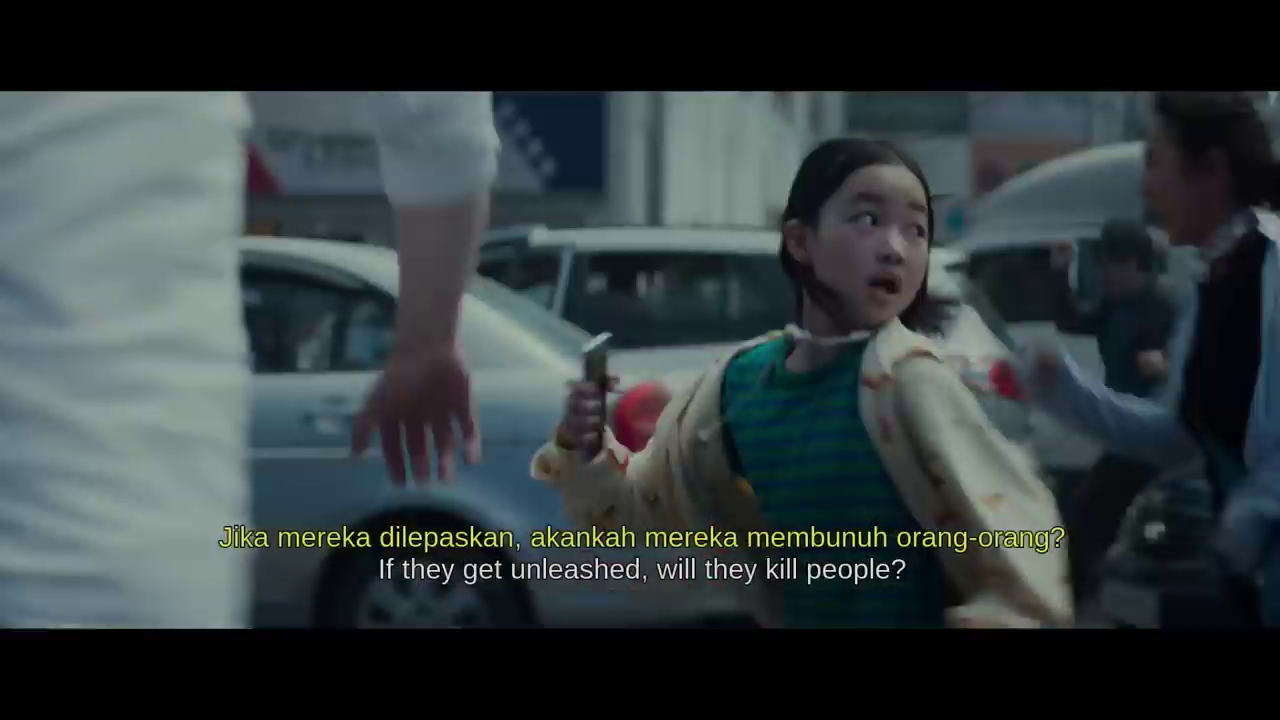 Jika mereka dilepaskan, akankah mereka membunuh orang-orang?
If they get unleashed, will they kill people?